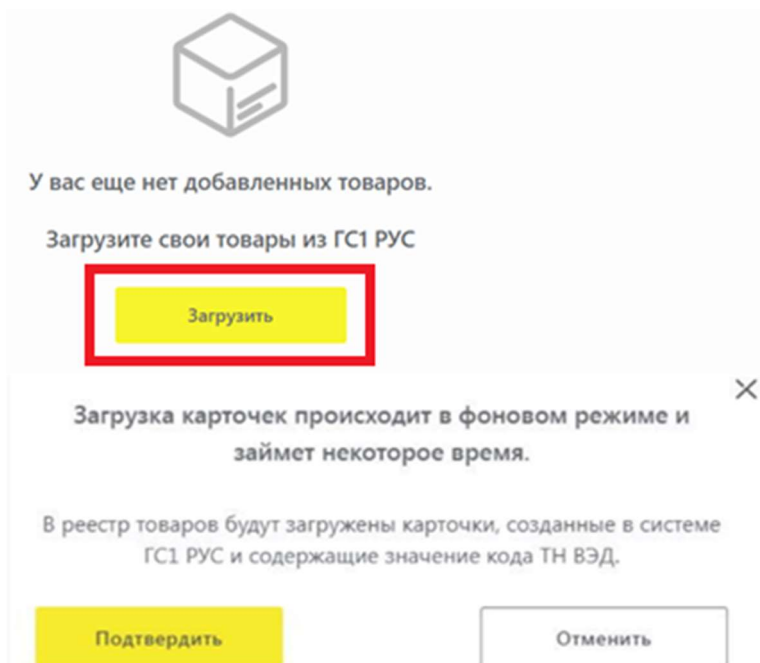 У вас еще нет добавленных товаров.
Загрузите свои товары из ГС1 РУС
Загрузить
Загрузка карточек происходит в фоновом режиме и
займет некоторое время.
В реестр товаров будут загружены карточки, созданные в системе
ГС1 РУС и содержащие значение кода ТН ВЭД.
Подтвердить
Отменить